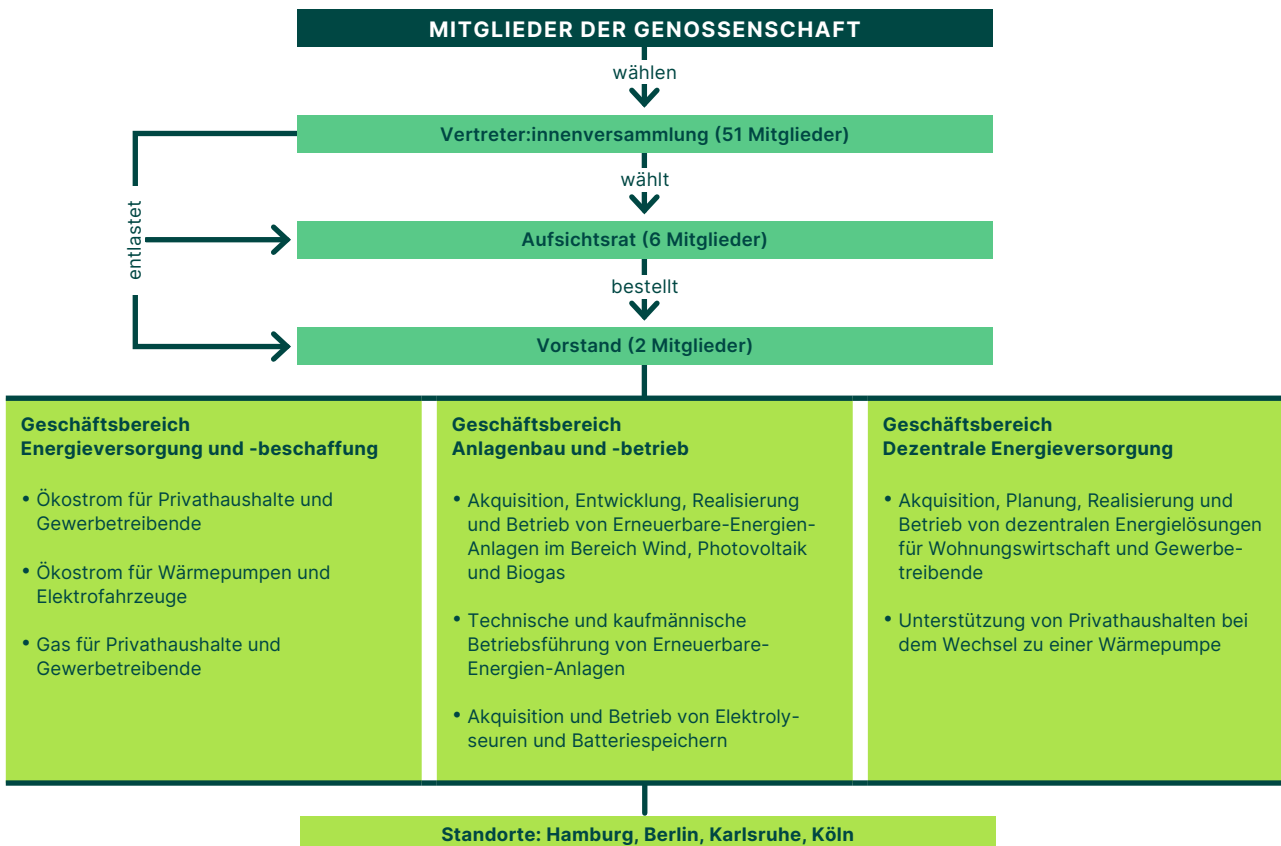 MITGLIEDER DER GENOSSENSCHAFT
wählen
Vertreter:innenversammlung (51 Mitglieder)
wählt
entlastet
Aufsichtsrat (6 Mitglieder)
bestellt
Vorstand (2 Mitglieder)
Geschäftsbereich
Energieversorgung und -beschaffung
• Ökostrom für Privathaushalte und
Gewerbetreibende
• Ökostrom für Wärmepumpen und
Elektrofahrzeuge
• Gas für Privathaushalte und
Gewerbetreibende
Geschäftsbereich
Anlagenbau und -betrieb
• Akquisition, Entwicklung, Realisierung
und Betrieb von Erneuerbare-Energien-
Anlagen im Bereich Wind, Photovoltaik
und Biogas
• Technische und kaufmännische
Betriebsführung von Erneuerbare-
Energien-Anlagen
• Akquisition und Betrieb von Elektroly-
seuren und Batteriespeichern
Geschäftsbereich
Dezentrale Energieversorgung
• Akquisition, Planung, Realisierung und
Betrieb von dezentralen Energielösungen
für Wohnungswirtschaft und Gewerbe-
treibende
• Unterstützung von Privathaushalten bei
dem Wechsel zu einer Wärmepumpe
Standorte: Hamburg, Berlin, Karlsruhe, Köln